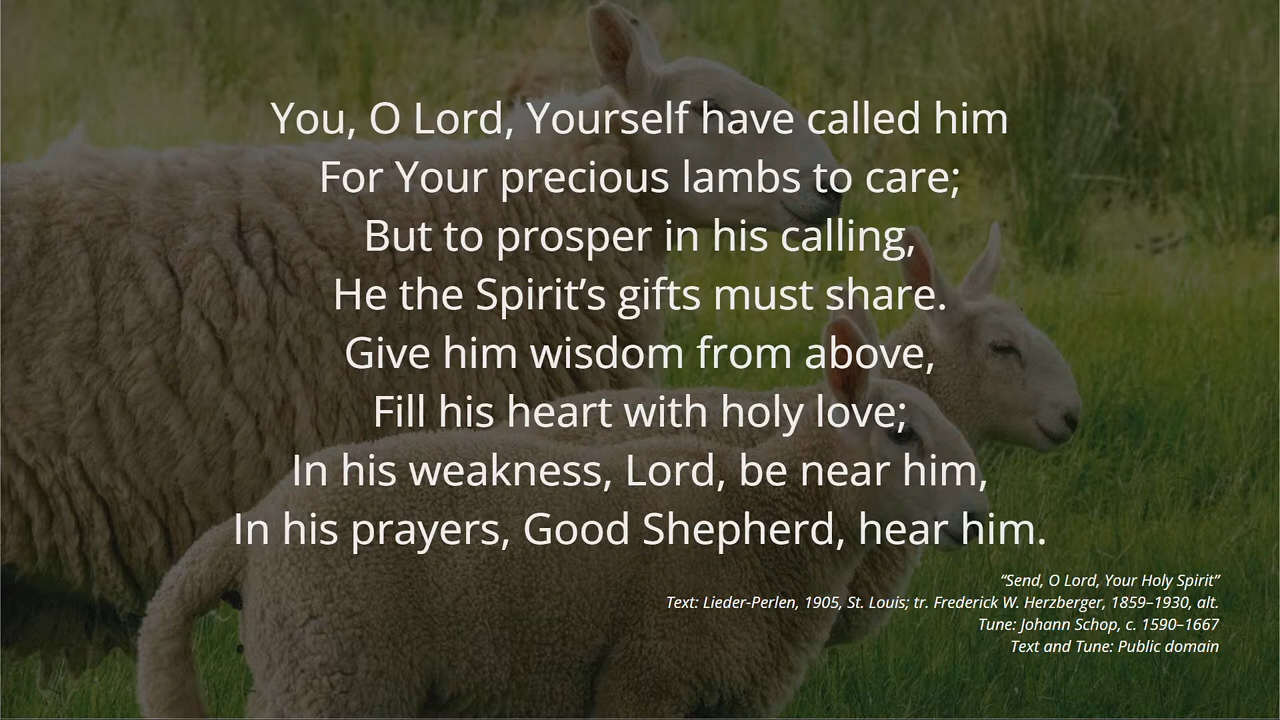 You, O Lord, Yourself have called him
For Your precious lambs to care;
But to prosper in his calling,
He the Spirit’s gifts must share.
Give him wisdom from above,
Fill his heart with holy love;
In his weakness, Lord, be near him,
In his prayers, Good Shepherd, hear him.
“Send, O Lord, Your Holy Spirit”
Text: Lieder-Perlen, 1905, St. Louis; tr. Frederick W. Herzberger, 1859–1930, alt.
Tune: Johann Schop, c. 1590–1667
Text and Tune: Public domain